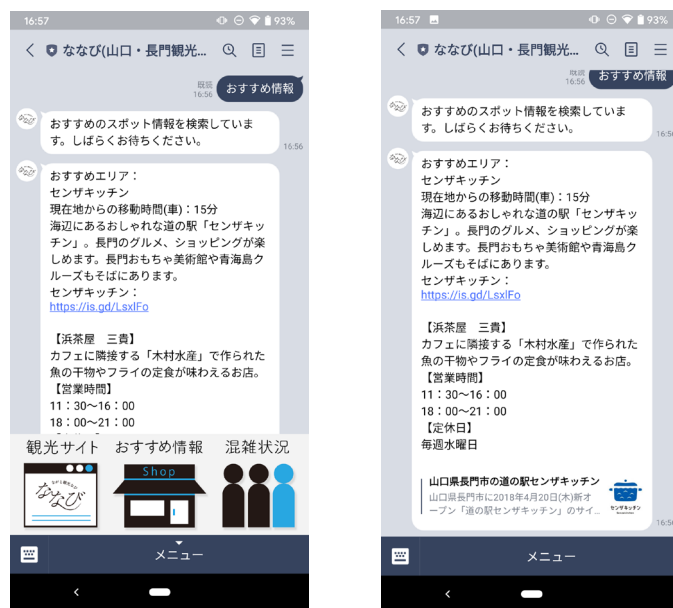 16:57
93%
ななび(山口・長門観光...
既読
16:56
おすすめ情報
おすすめのスポット情報を検索していま
す。しばらくお待ちください。
16:56
おすすめエリア：
センザキッチン
現在地からの移動時間(車)：15分
海辺にあるおしゃれな道の駅「センザキッ
チン」。長門のグルメ、ショッピングが楽
しめます。長門おもちゃ美術館や青海島ク
ルーズもそばにあります。
センザキッチン：
https://is.gd/LsxlFo
【浜茶屋　三貴】
カフェに隣接する「木村水産」で作られた
魚の干物やフライの定食が味わえるお店。
【営業時間】
11：30〜16：00
18：00〜21：00
観光サイト
おすすめ情報
混雑状況
ななび
Shop
メニュー
16:57
93%
ななび(山口・長門観光...
既読
16:56
おすすめ情報
おすすめのスポット情報を検索していま
す。しばらくお待ちください。
16:56
おすすめエリア：
センザキッチン
現在地からの移動時間(車)：15分
海辺にあるおしゃれな道の駅「センザキッ
チン」。長門のグルメ、ショッピングが楽
しめます。長門おもちゃ美術館や青海島ク
ルーズもそばにあります。
センザキッチン：
https://is.gd/LsxlFo
【浜茶屋　三貴】
カフェに隣接する「木村水産」で作られた
魚の干物やフライの定食が味わえるお店。
【営業時間】
11：30〜16：00
18：00〜21：00
【定休日】
毎週水曜日
山口県長門市の道の駅センザキッチン
山口県長門市に2018年4月20日(木)新オ
ープン「道の駅センザキッチン」のサイ...
センザキッチン
16:56
メニュー